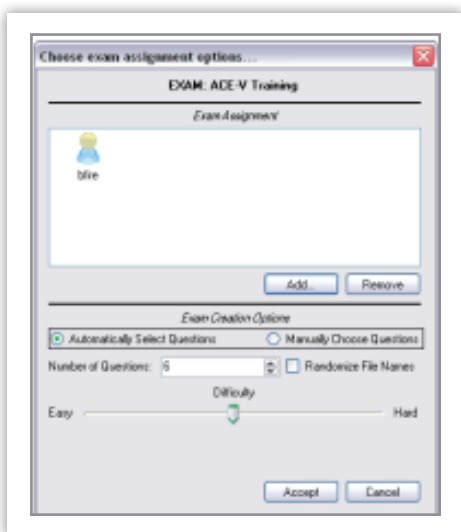 Choose exam assignment options...
EXAM: ACE-V Training
Exam Assignment
bfire
Add... Remove
Exam Creation Options
Automatically Select Questions Manually Choose Questions
Number of Questions: 6 Randomize File Names
Difficulty
Easy Hard
Accept Cancel